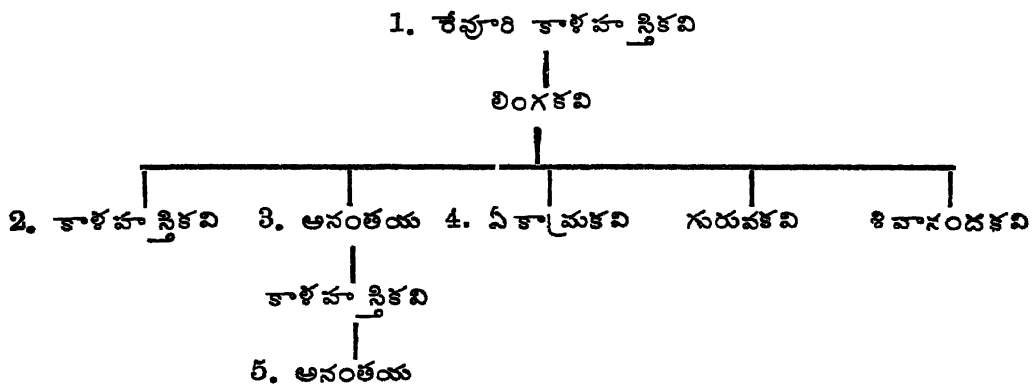 1. రేవూరి కాళహస్తికవి
లింగకవి
2. కాళహస్తికవి 3. అనంతయ 4. ఏకామ్రకవి గురువకవి శివానందకవి
కాళహస్తికవి
5. అనంతయ